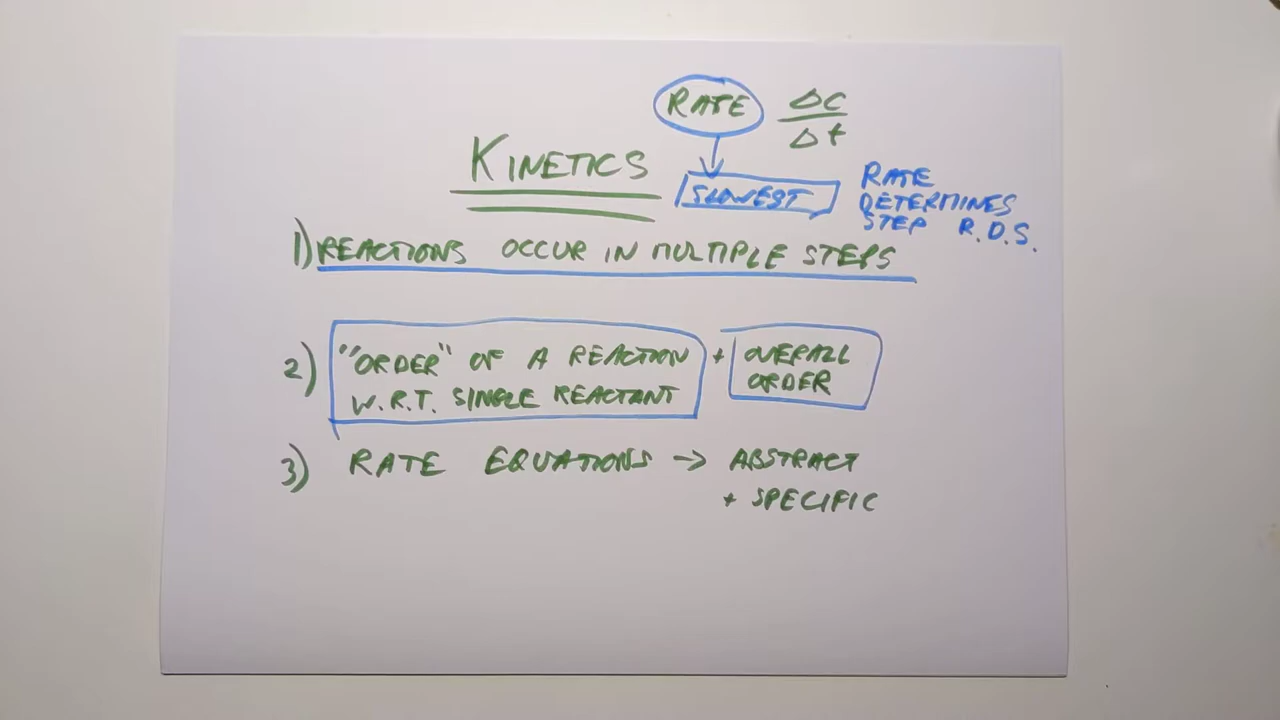 RATE ΔC
Δt
KINETICS
SLOWEST
RATE
DETERMINES
STEP R.D.S.
1) REACTIONS OCCUR IN MULTIPLE STEPS
2) "ORDER" OF A REACTION + OVERALL
W.R.T. SINGLE REACTANT ORDER
3) RATE EQUATIONS → ABSTRACT
+ SPECIFIC